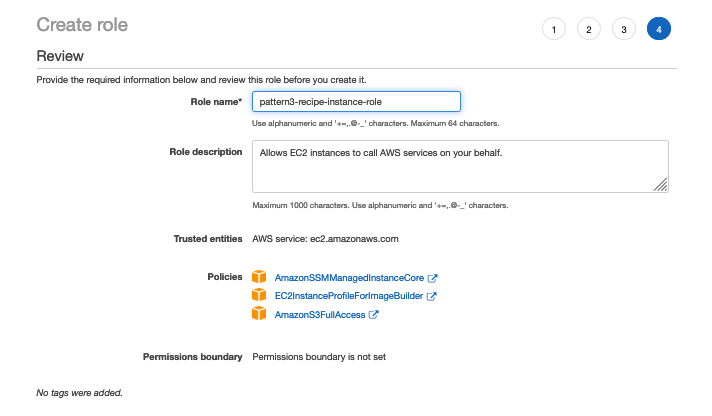 Create role
1 2 3 4
Review
Provide the required information below and review this role before you create it.
Role name* pattern3-recipe-instance-role
Use alphanumeric and '+=,.@-_' characters. Maximum 64 characters.
Role description Allows EC2 instances to call AWS services on your behalf.
Maximum 1000 characters. Use alphanumeric and '+=,.@-_' characters.
Trusted entities AWS service: ec2.amazonaws.com
Policies AmazonSSMManagedInstanceCore
EC2InstanceProfileForImageBuilder
AmazonS3FullAccess
Permissions boundary Permissions boundary is not set
No tags were added.